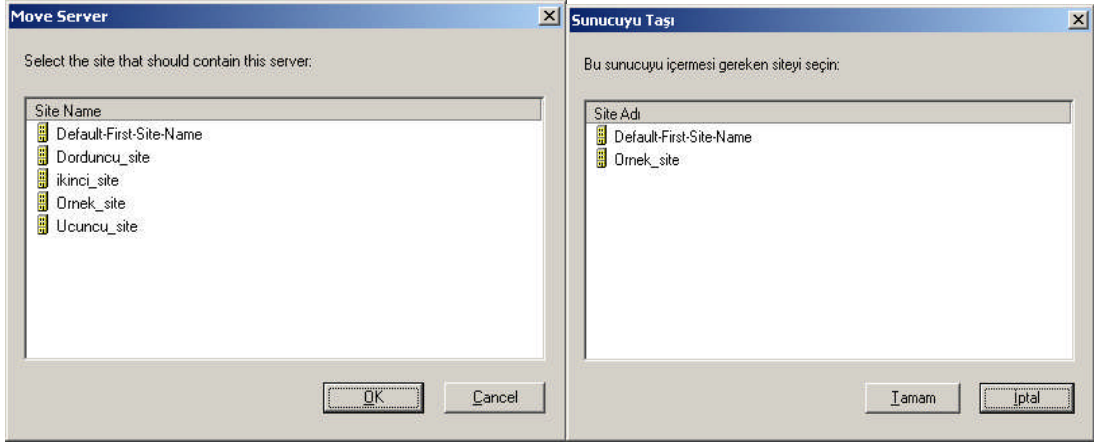 Move Server
Select the site that should contain this server:
Site Name
Default-First-Site-Name
Dorduncu_site
ikinci_site
Ornek_site
Ucuncu_site
OK
Cancel
Sunucuyu Taşı
Bu sunucuyu içermesi gereken siteyi seçin:
Site Adı
Default-First-Site-Name
Ornek_site
Tamam
İptal